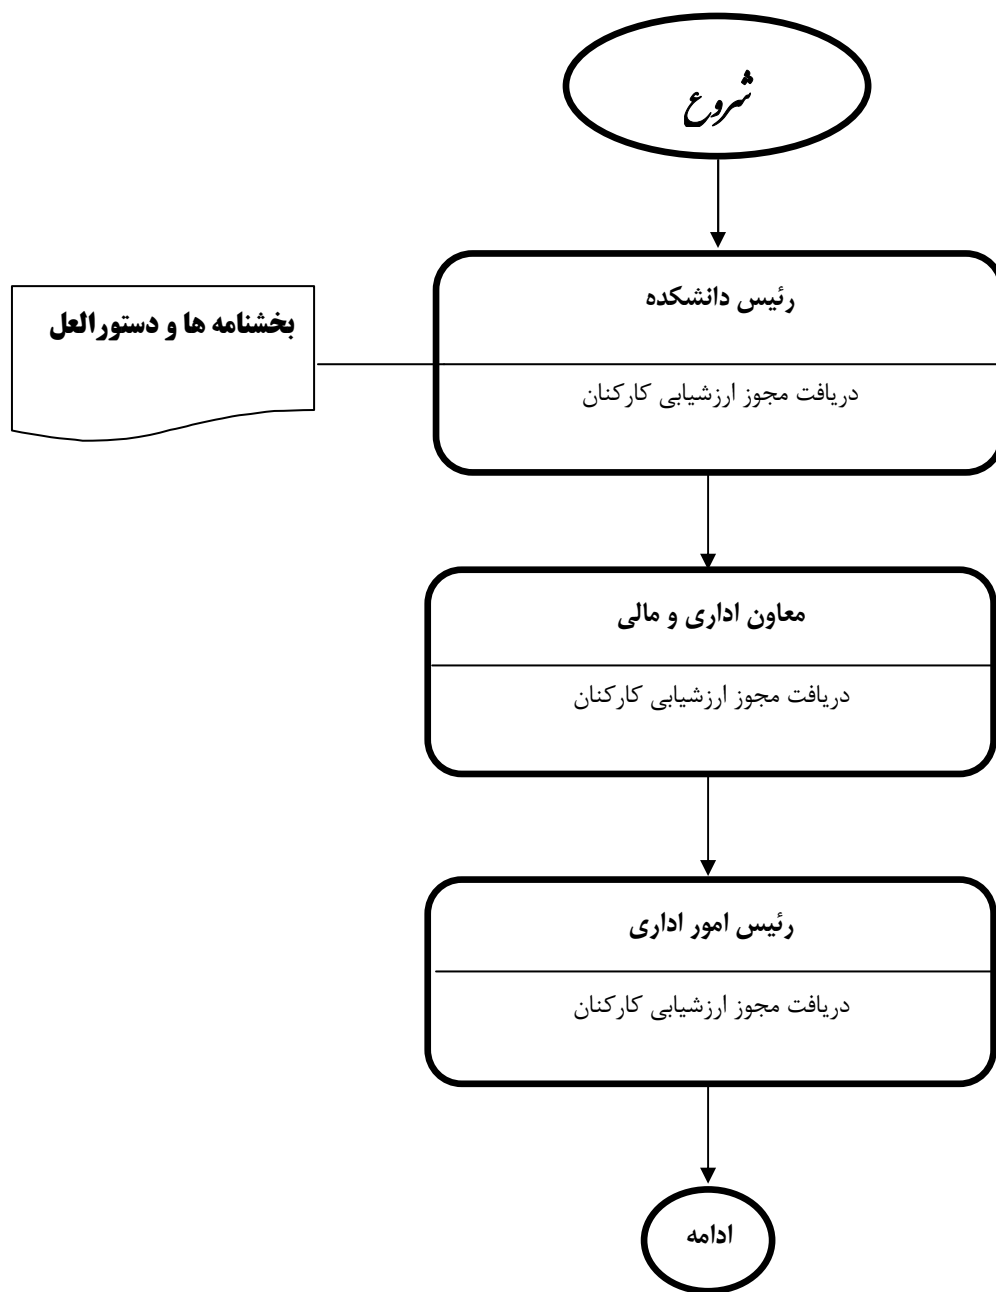 شروع
رئیس دانشکده
بخشنامه ها و دستورالعل
دریافت مجوز ارزشیابی کارکنان
معاون اداری و مالی
دریافت مجوز ارزشیابی کارکنان
رئیس امور اداری
دریافت مجوز ارزشیابی کارکنان
ادامه